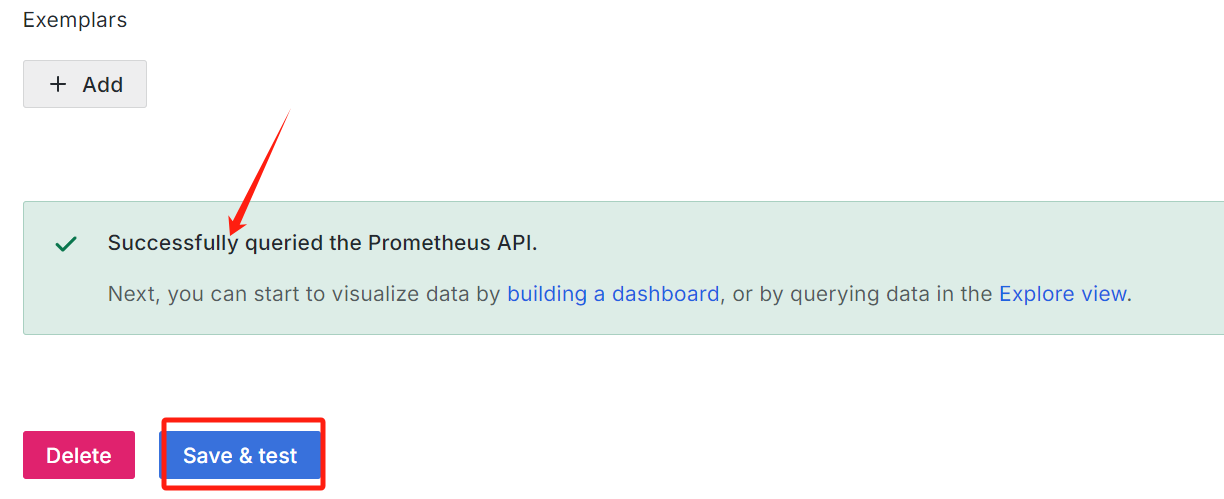 Exemplars
+ Add
Successfully queried the Prometheus API.
Next, you can start to visualize data by building a dashboard, or by querying data in the Explore view.
Delete
Save & test